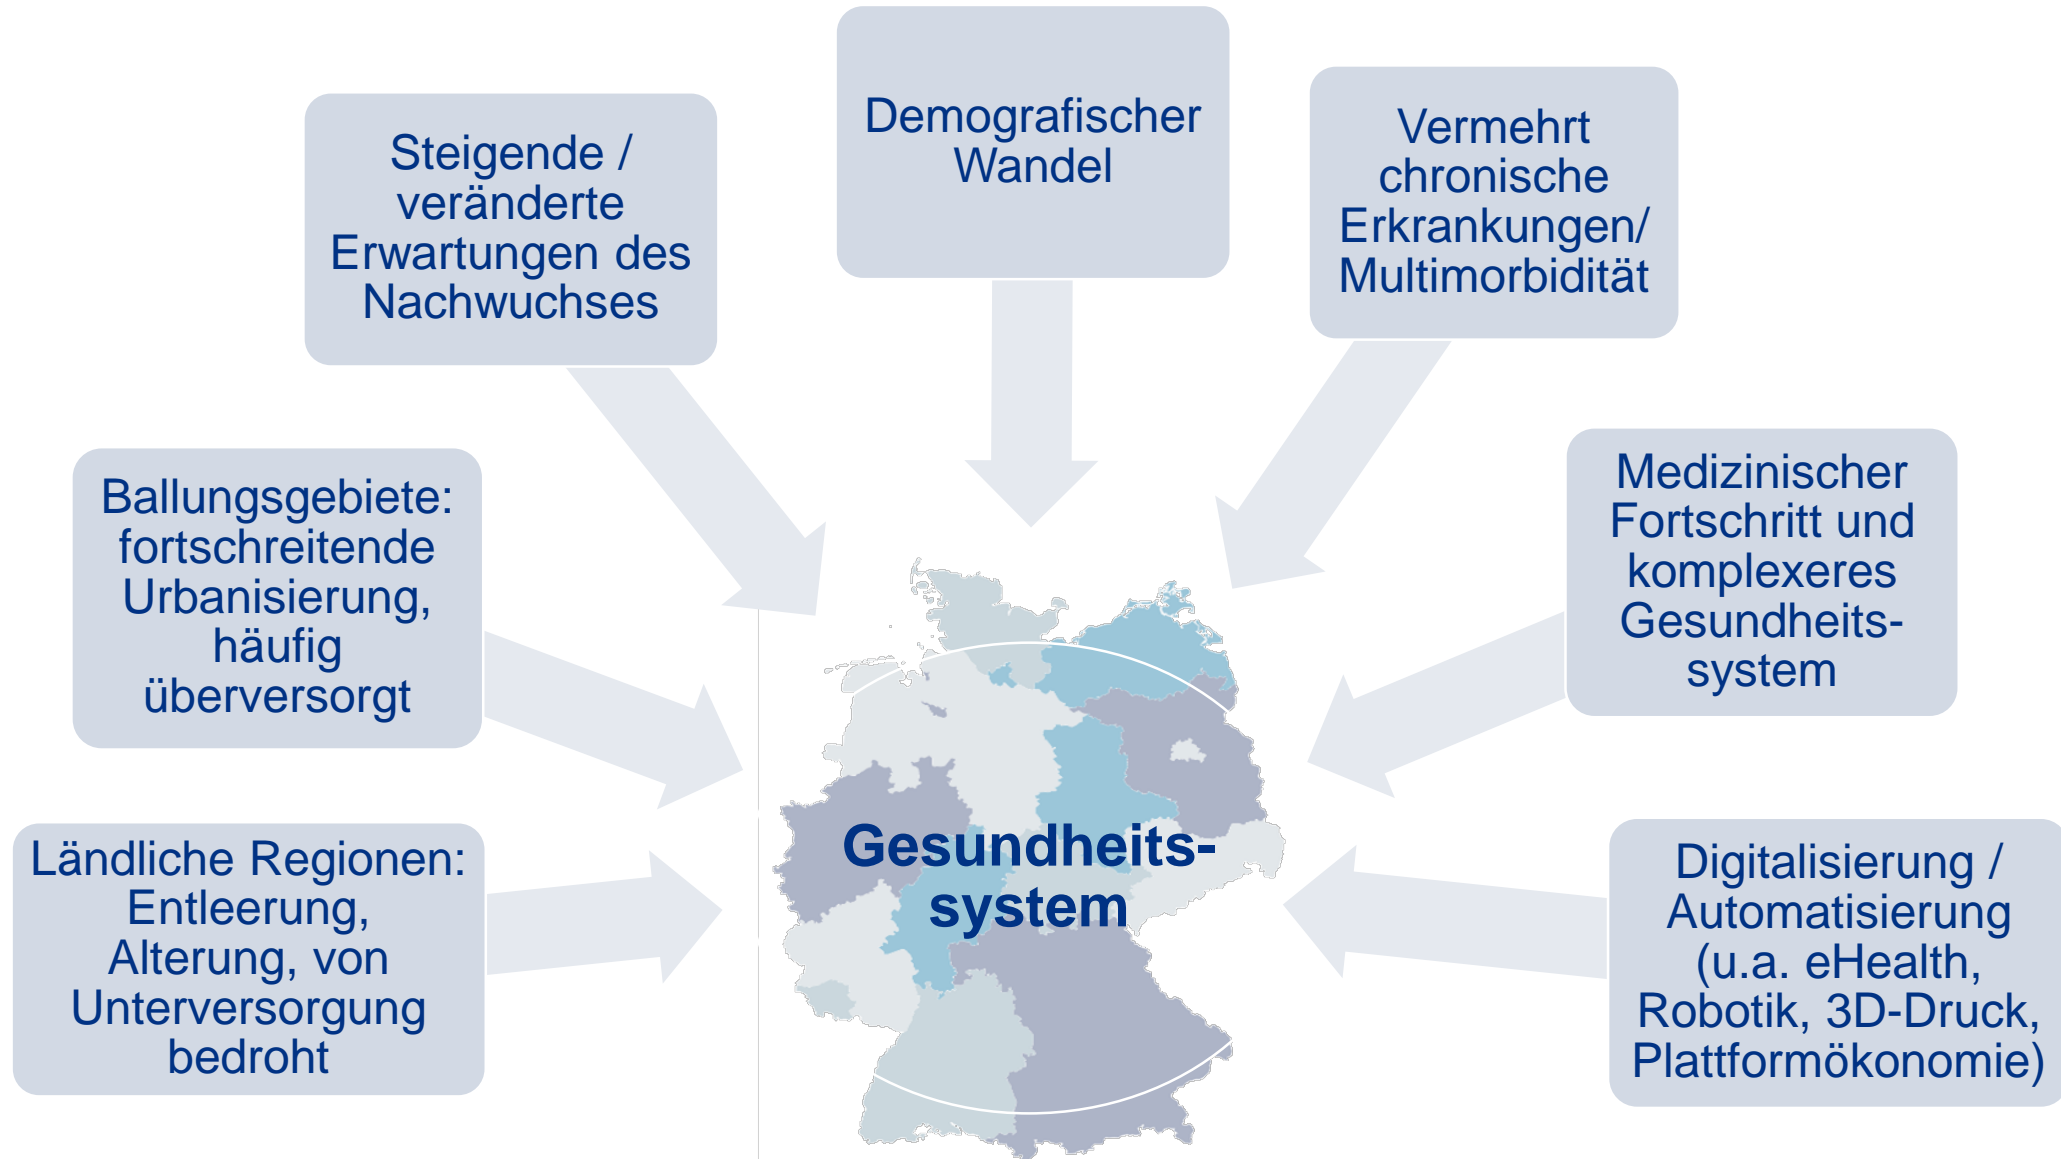 Demografischer
Wandel
Steigende /
veränderte
Erwartungen des
Nachwuchses
Vermehrt
chronische
Erkrankungen/
Multimorbidität
Ballungsgebiete:
fortschreitende
Urbanisierung,
häufig
überversorgt
Medizinischer
Fortschritt und
komplexeres
Gesundheits-
system
Ländliche Regionen:
Entleerung,
Alterung, von
Unterversorgung
bedroht
Gesundheits-
system
Digitalisierung /
Automatisierung
(u.a. eHealth,
Robotik, 3D-Druck,
Plattformökonomie)